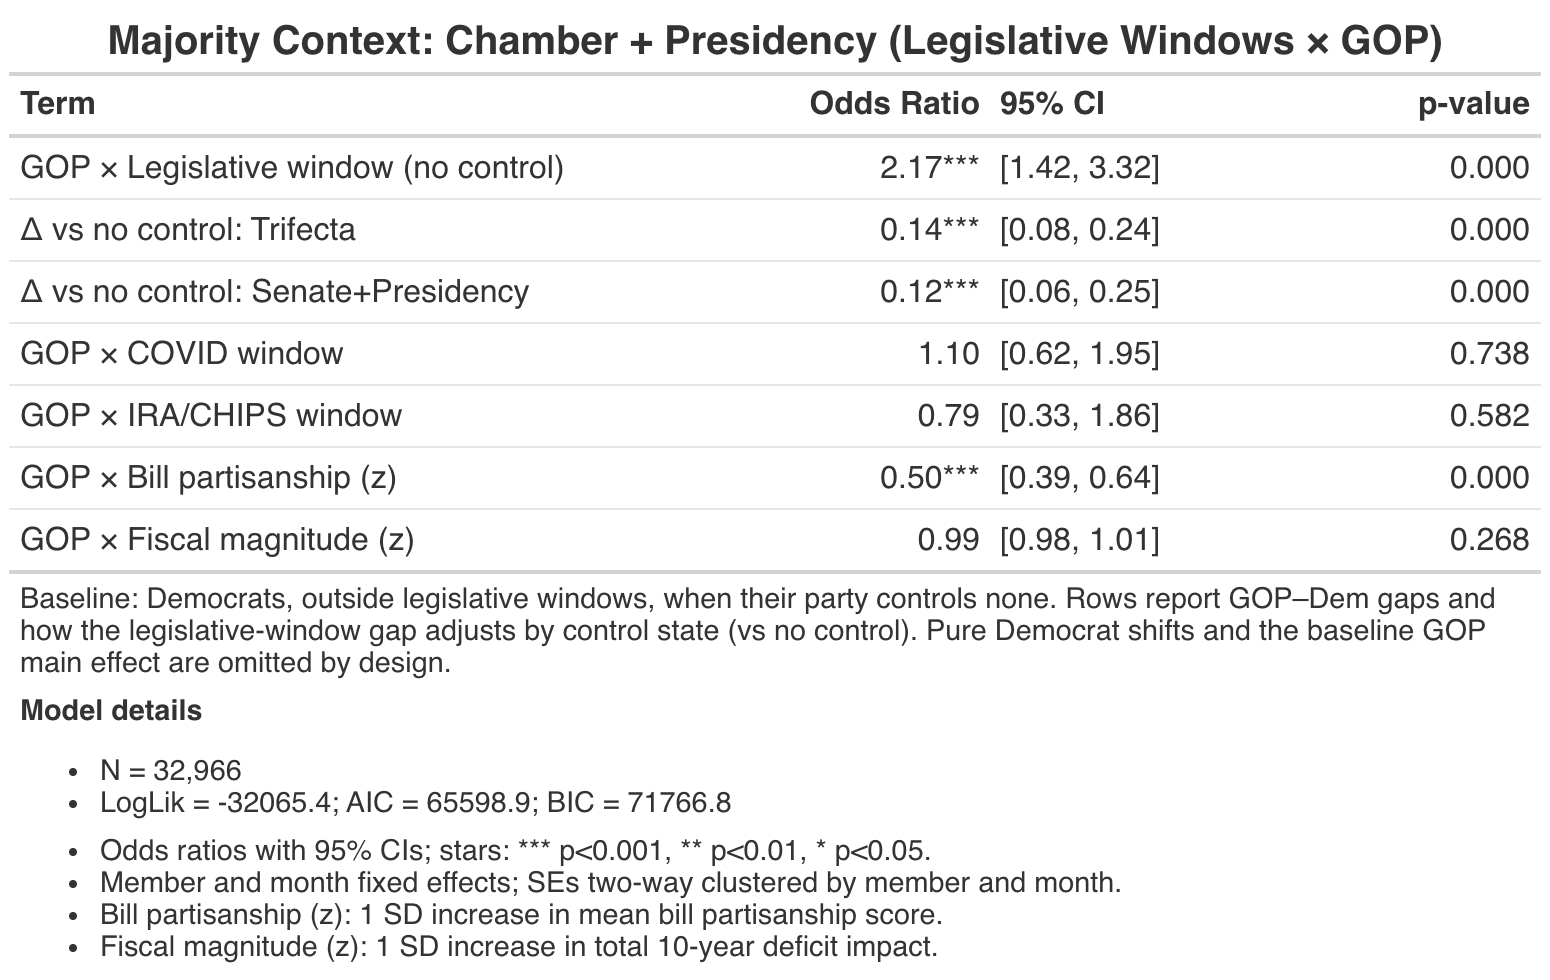 Majority Context: Chamber + Presidency (Legislative Windows × GOP)
Term Odds Ratio 95% CI p-value
GOP × Legislative window (no control) 2.17*** [1.42, 3.32] 0.000
Δ vs no control: Trifecta 0.14*** [0.08, 0.24] 0.000
Δ vs no control: Senate+Presidency 0.12*** [0.06, 0.25] 0.000
GOP × COVID window 1.10 [0.62, 1.95] 0.738
GOP × IRA/CHIPS window 0.79 [0.33, 1.86] 0.582
GOP × Bill partisanship (z) 0.50*** [0.39, 0.64] 0.000
GOP × Fiscal magnitude (z) 0.99 [0.98, 1.01] 0.268
Baseline: Democrats, outside legislative windows, when their party controls none. Rows report GOP–Dem gaps and
how the legislative-window gap adjusts by control state (vs no control). Pure Democrat shifts and the baseline GOP
main effect are omitted by design.
Model details
• N = 32,966
• LogLik = -32065.4; AIC = 65598.9; BIC = 71766.8
• Odds ratios with 95% CIs; stars: *** p<0.001, ** p<0.01, * p<0.05.
• Member and month fixed effects; SEs two-way clustered by member and month.
• Bill partisanship (z): 1 SD increase in mean bill partisanship score.
• Fiscal magnitude (z): 1 SD increase in total 10-year deficit impact.